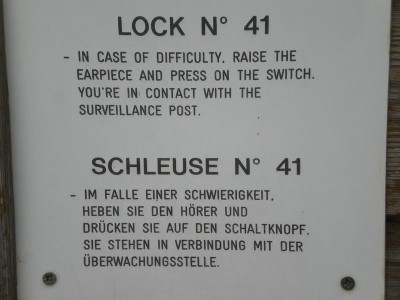 LOCK N° 41
- IN CASE OF DIFFICULTY, RAISE THE
EARPIECE AND PRESS ON THE SWITCH.
YOU'RE IN CONTACT WITH THE
SURVEILLANCE POST.
SCHLEUSE N° 41
- IM FALLE EINER SCHWIERIGKEIT,
HEBEN SIE DEN HÖRER UND
DRÜCKEN SIE AUF DEN SCHALTKNOPF.
SIE STEHEN IN VERBINDUNG MIT DER
ÜBERWACHUNGSSTELLE.